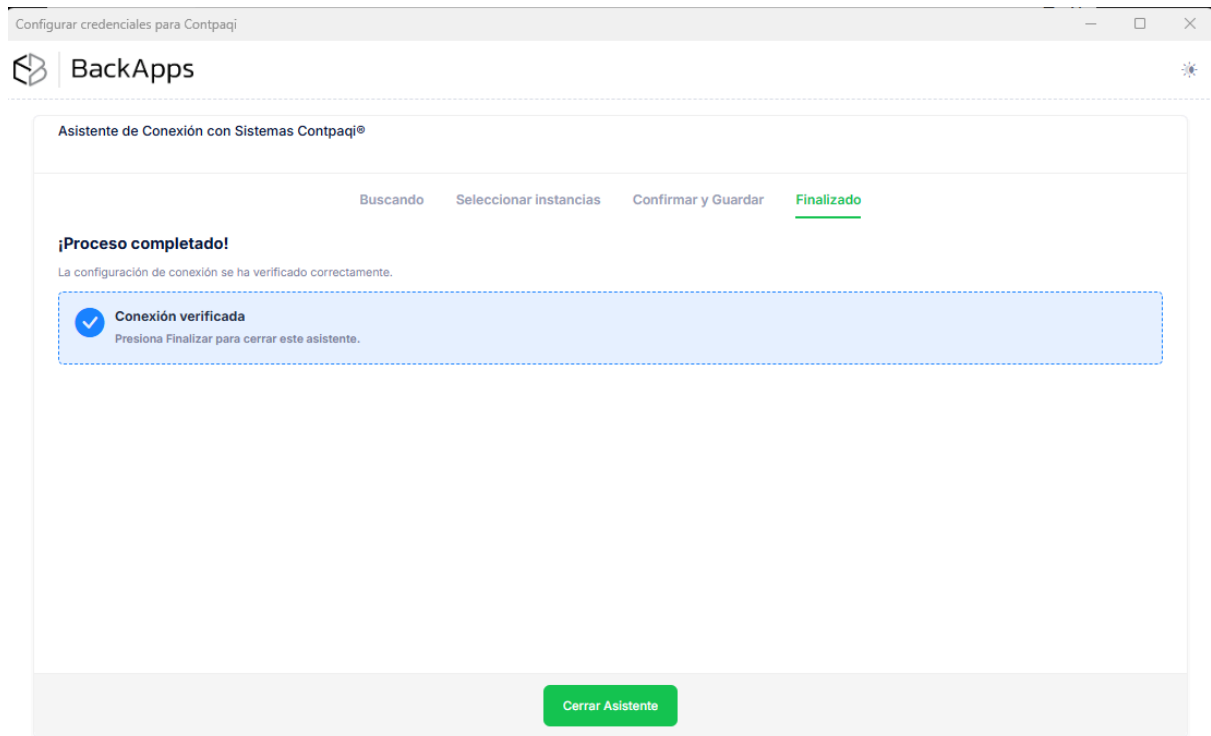 Configurar credenciales para Contpaqi
BackApps
Asistente de Conexión con Sistemas Contpaqi®
Buscando Seleccionar instancias Confirmar y Guardar Finalizado
¡Proceso completado!
La configuración de conexión se ha verificado correctamente.
Conexión verificada
Presiona Finalizar para cerrar este asistente.
Cerrar Asistente